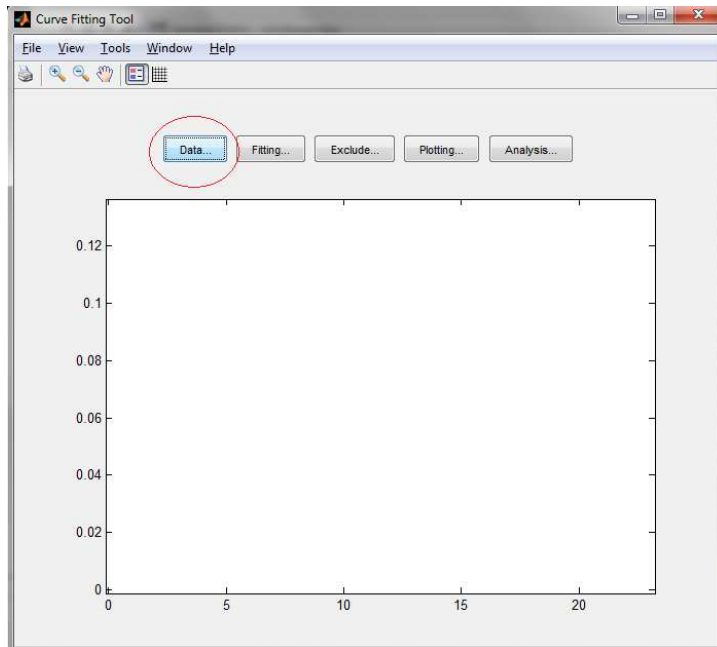 Curve Fitting Tool
File View Tools Window Help
Data... Fitting... Exclude... Plotting... Analysis...
0.12
0.1
0.08
0.06
0.04
0.02
0
0 5 10 15 20